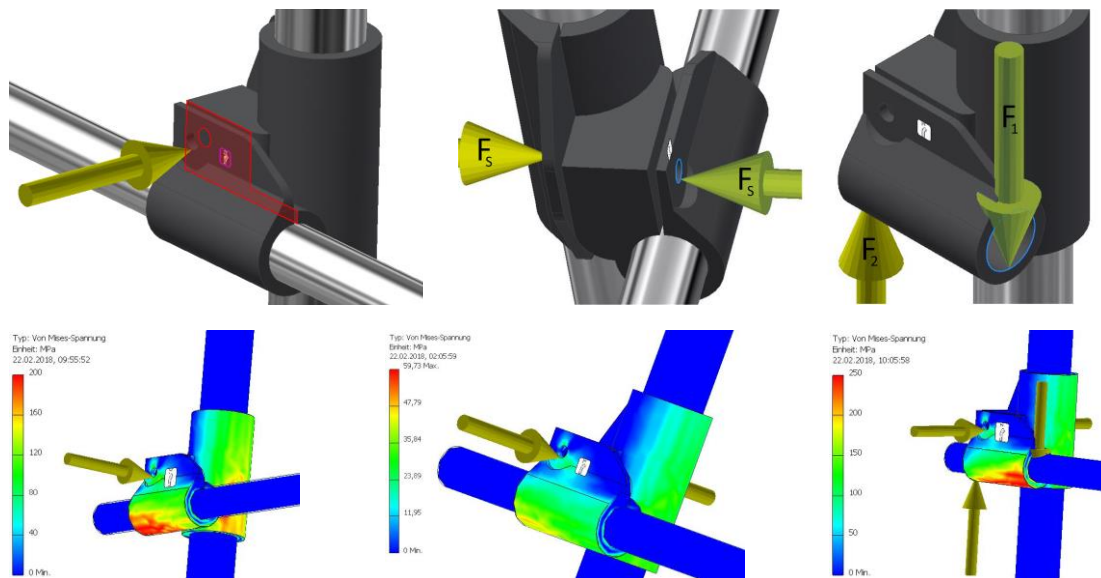 F₁
Fₛ
Fₛ
F₂
Typ: Von Mises-Spannung
Einheit: MPa
22.02.2018, 09:55:52
200
160
120
80
40
0 Min.
Typ: Von Mises-Spannung
Einheit: MPa
22.02.2018, 02:05:59
59,73 Max.
47,79
35,84
23,89
11,95
0 Min.
Typ: Von Mises-Spannung
Einheit: MPa
22.02.2018, 10:05:58
250
200
150
100
50
0 Min.